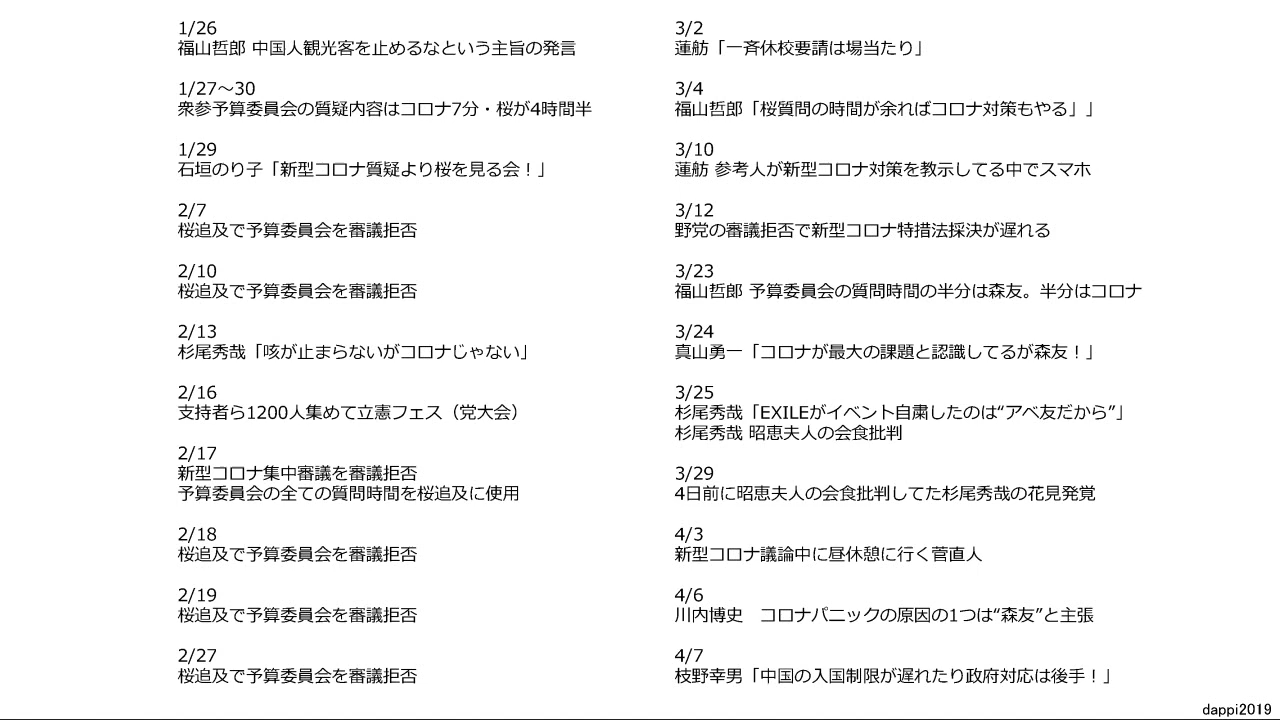 1/26
福山哲郎 中国人観光客を止めるなという主旨の発言
1/27～30
衆参予算委員会の質疑内容はコロナ7分・桜が4時間半
1/29
石垣のり子「新型コロナ質疑より桜を見る会！」
2/7
桜追及で予算委員会を審議拒否
2/10
桜追及で予算委員会を審議拒否
2/13
杉尾秀哉「咳が止まらないがコロナじゃない」
2/16
支持者ら1200人集めて立憲フェス（党大会）
2/17
新型コロナ集中審議を審議拒否
予算委員会の全ての質問時間を桜追及に使用
2/18
桜追及で予算委員会を審議拒否
2/19
桜追及で予算委員会を審議拒否
2/27
桜追及で予算委員会を審議拒否
3/2
蓮舫「一斉休校要請は場当たり」
3/4
福山哲郎「桜質問の時間が余ればコロナ対策もやる」」
3/10
蓮舫 参考人が新型コロナ対策を教示してる中でスマホ
3/12
野党の審議拒否で新型コロナ特措法採決が遅れる
3/23
福山哲郎 予算委員会の質問時間の半分は森友。半分はコロナ
3/24
真山勇一「コロナが最大の課題と認識してるが森友！」
3/25
杉尾秀哉「EXILEがイベント自粛したのは“アベ友だから”」
杉尾秀哉 昭恵夫人の会食批判
3/29
4日前に昭恵夫人の会食批判してた杉尾秀哉の花見発覚
4/3
新型コロナ議論中に昼休憩に行く菅直人
4/6
川内博史　コロナパニックの原因の1つは“森友”と主張
4/7
枝野幸男「中国の入国制限が遅れたり政府対応は後手！」
dappi2019